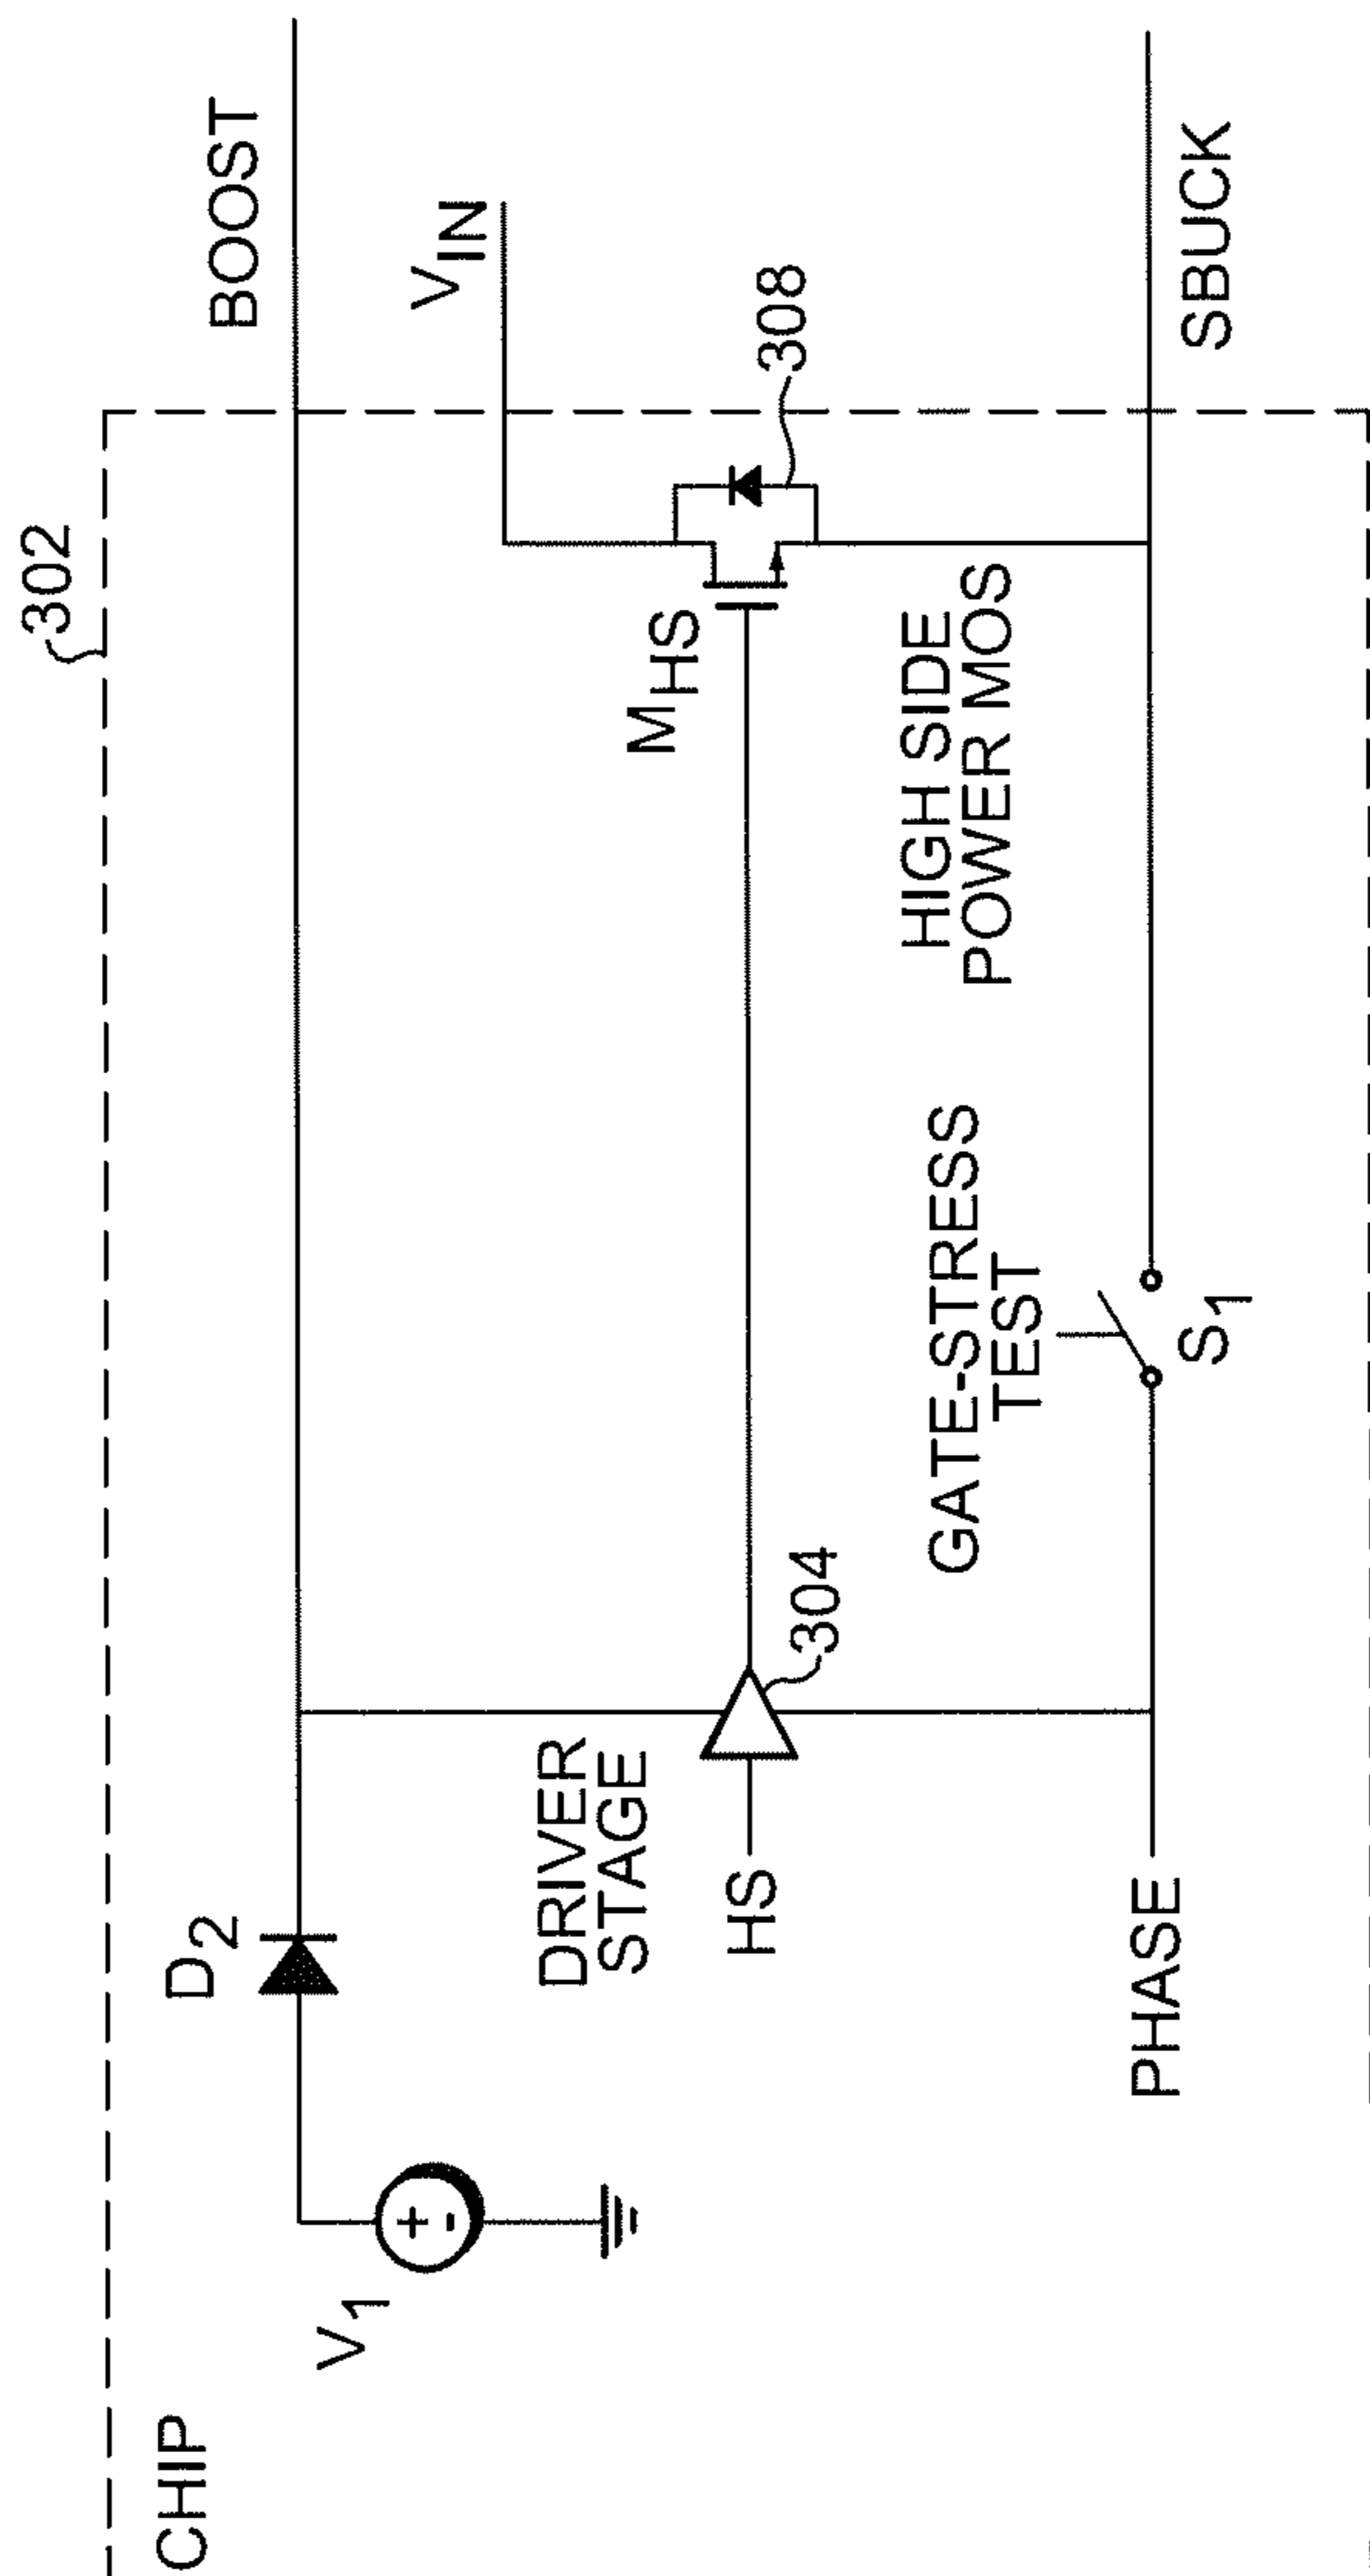 302
CHIP
V1
D2
BOOST
DRIVER
STAGE
HS
304
VIN
MHS
308
HIGH SIDE
POWER MOS
GATE-STRESS
TEST
S1
PHASE
SBUCK
+
-